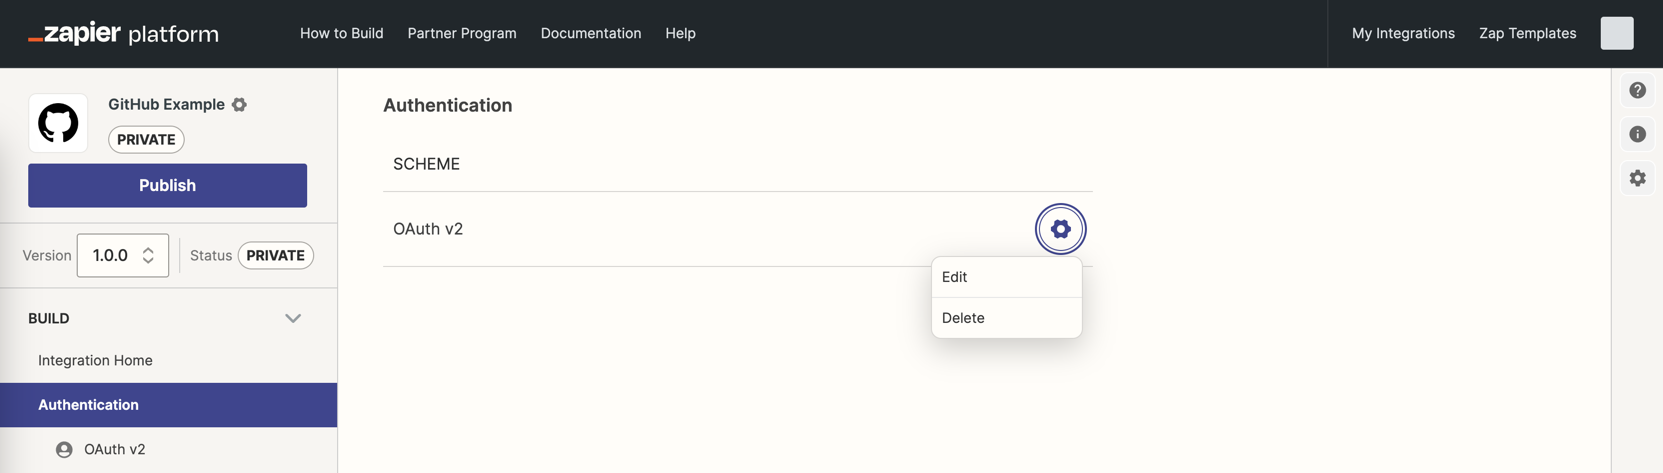 zapier platform
How to Build
Partner Program
Documentation
Help
My Integrations
Zap Templates
GitHub Example
PRIVATE
Publish
Version
1.0.0
Status
PRIVATE
BUILD
Integration Home
Authentication
OAuth v2
Authentication
SCHEME
OAuth v2
Edit
Delete